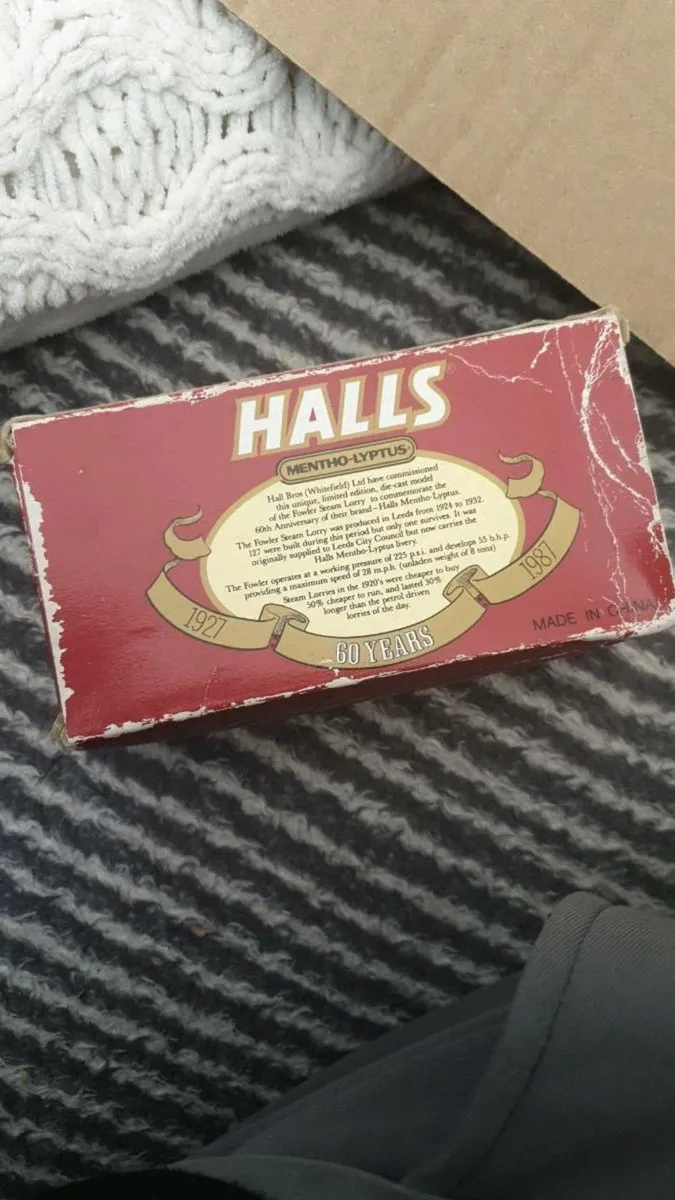 HALLS
MENTHO-LYPTUS
Hall Bros (Whitefield) Ltd have commissioned
this unique, limited edition, die-cast model
of the Fowler Steam Lorry to commemorate the
60th Anniversary of their brand – Halls Mentho-Lyptus.
The Fowler Steam Lorry was produced in Leeds from 1924 to 1932.
127 were built during this period but only one survives. It was
originally supplied to Leeds City Council but now carries the
Halls Mentho-Lyptus livery.
The Fowler operates at a working pressure of 225 p.s.i. and develops 55 b.h.p.
providing a maximum speed of 28 m.p.h. (unladen weight of 8 tons)
Steam Lorries in the 1920's were cheaper to buy
50% cheaper to run, and lasted 30%
longer than the petrol driven
lorries of the day.
1927
60 YEARS
1987
MADE IN CHINA